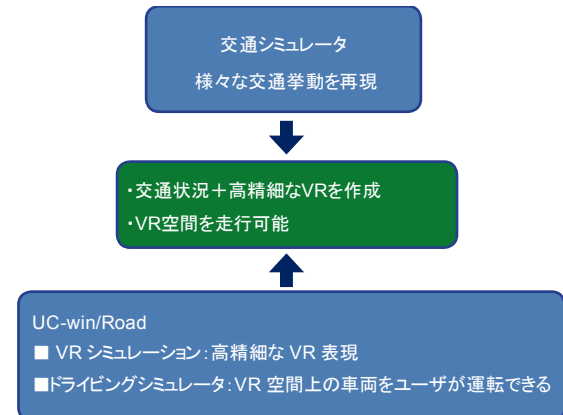 交通シミュレータ
様々な交通挙動を再現
・交通状況＋高精細なVRを作成
・VR空間を走行可能
UC-win/Road
■ VR シミュレーション：高精細な VR 表現
■ドライビングシミュレータ：VR 空間上の車両をユーザが運転できる